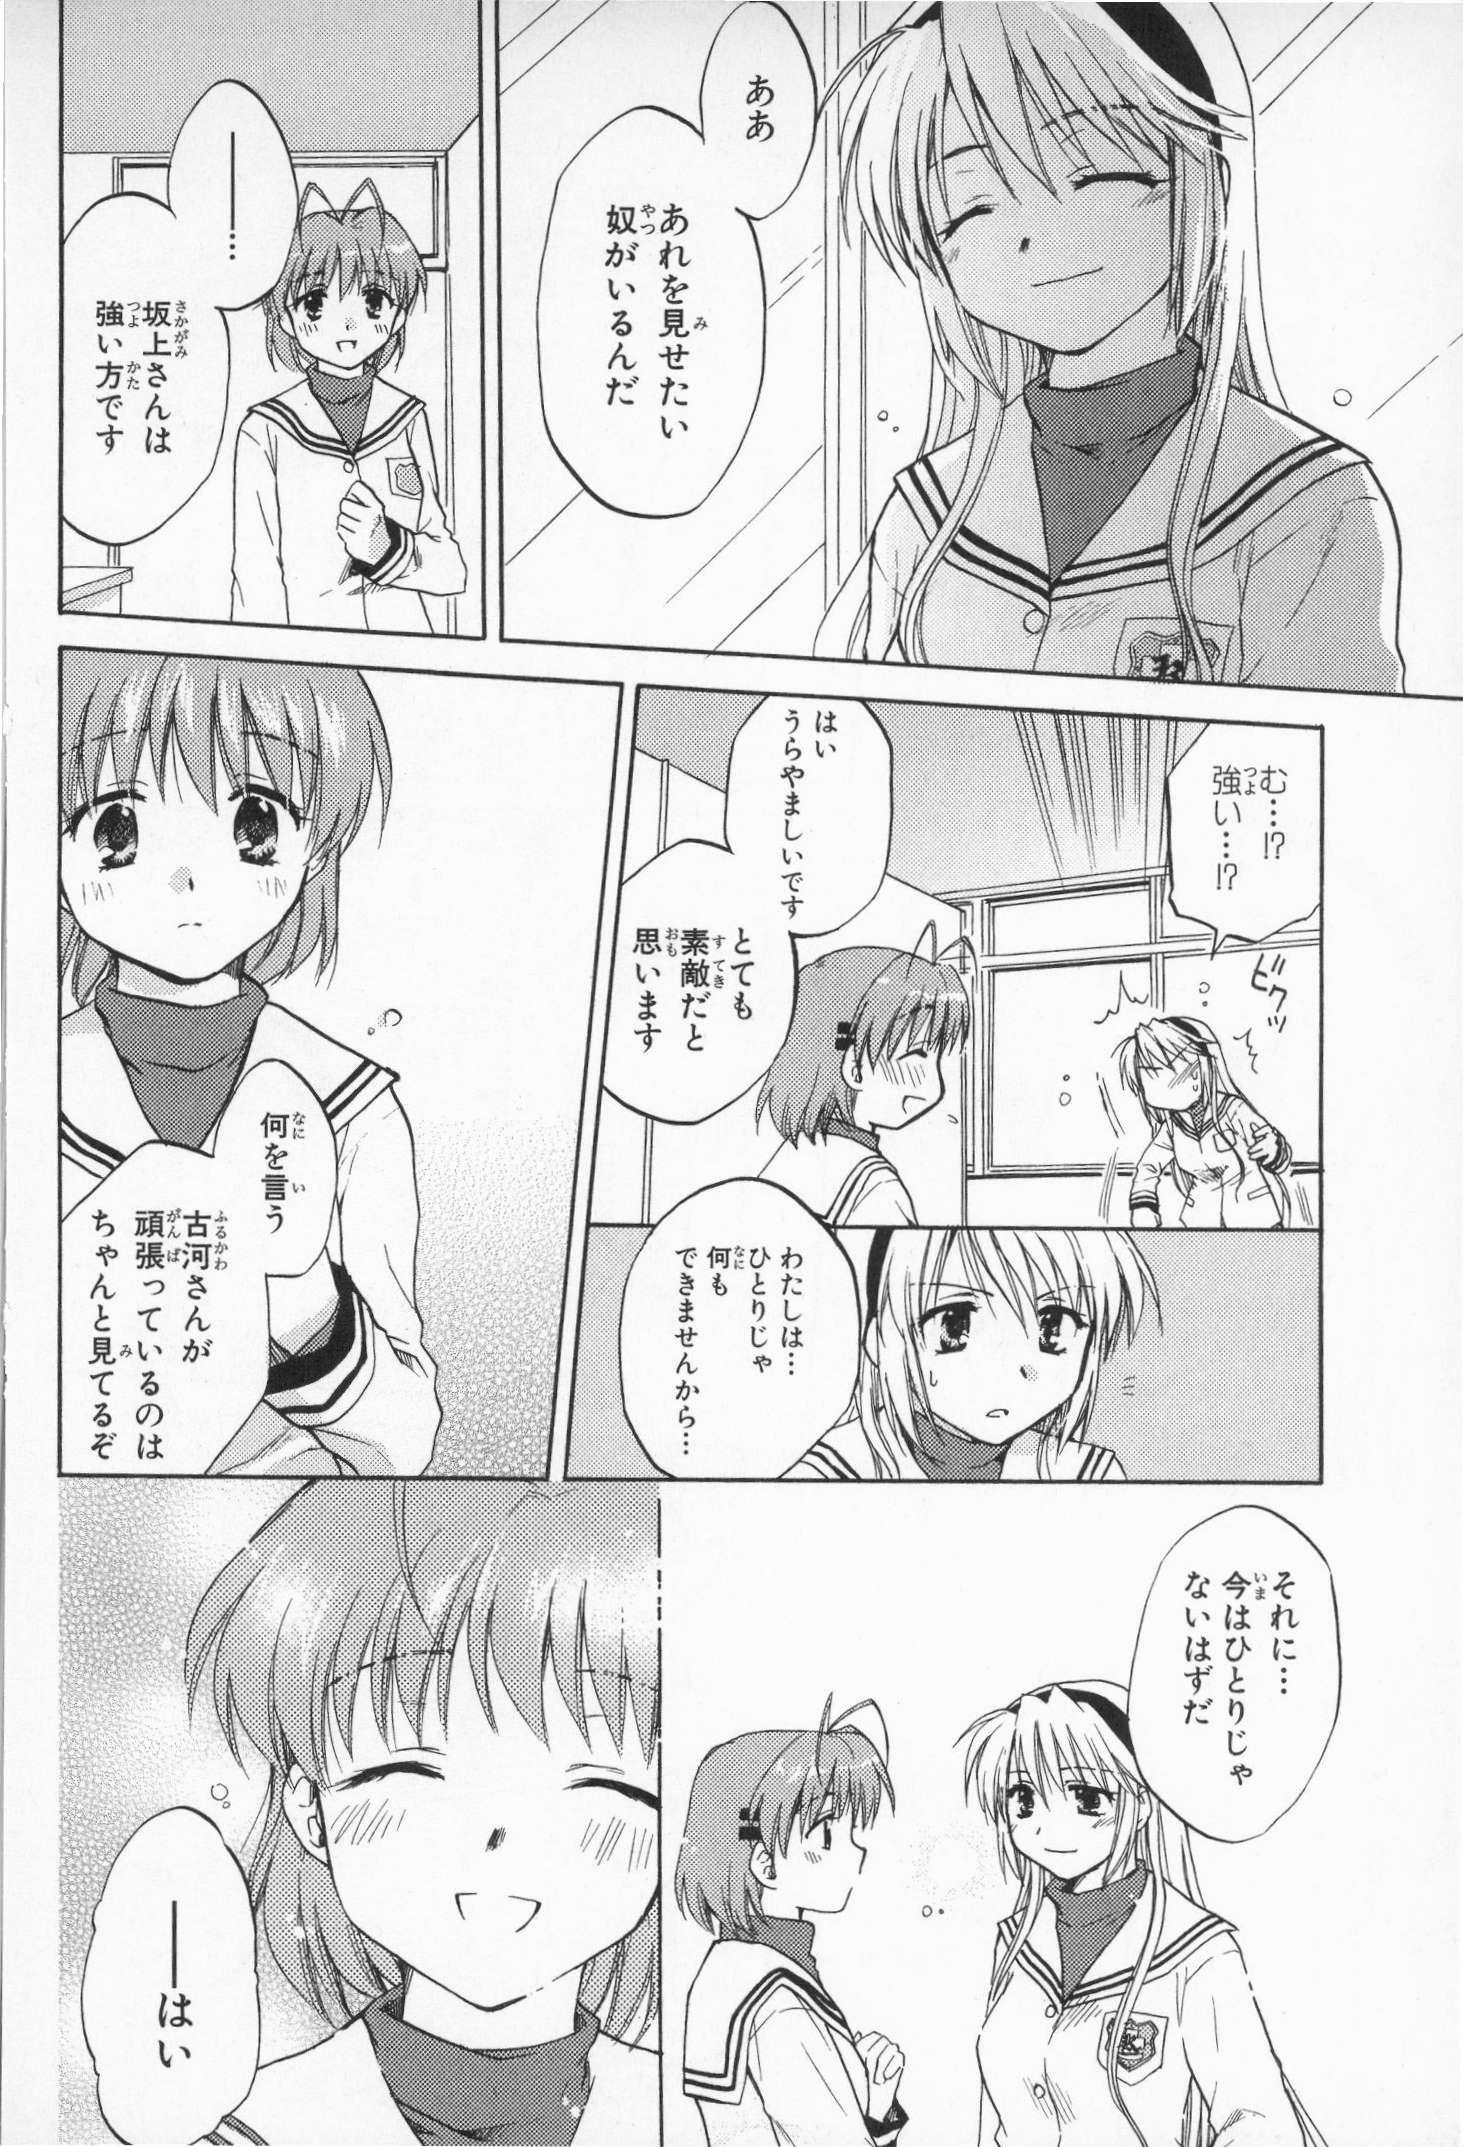 ああ
あれを見せたい
奴がいるんだ
――…
坂上さんは
強い方です
む…!?
強い…!?
ビクッ
はい
うらやましいです
とても
素敵だと
思います
わたしは…
ひとりじゃ
何も
できませんから…
何を言う
古河さんが
頑張っているのは
ちゃんと見てるぞ
それに…
今はひとりじゃ
ないはずだ
――はい